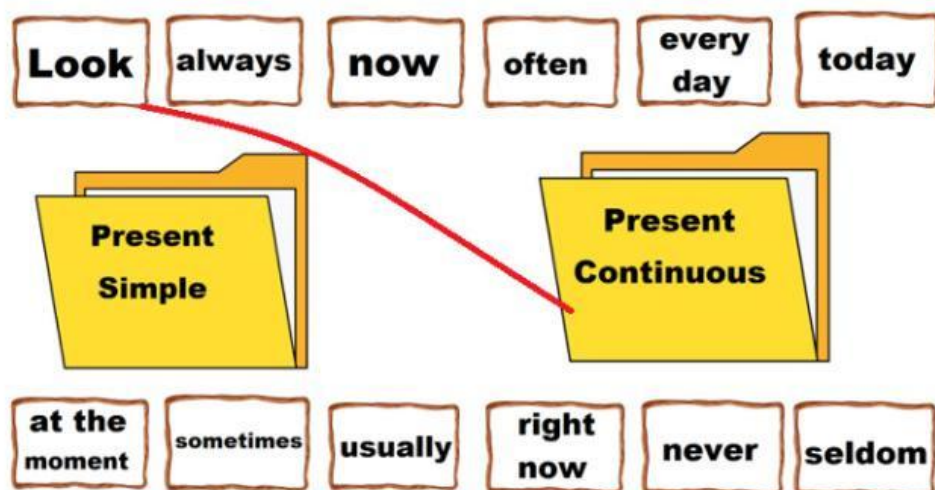 Look
always
now
often
every
day
today
Present
Simple
Present
Continuous
at the
moment
sometimes
usually
right
now
never
seldom